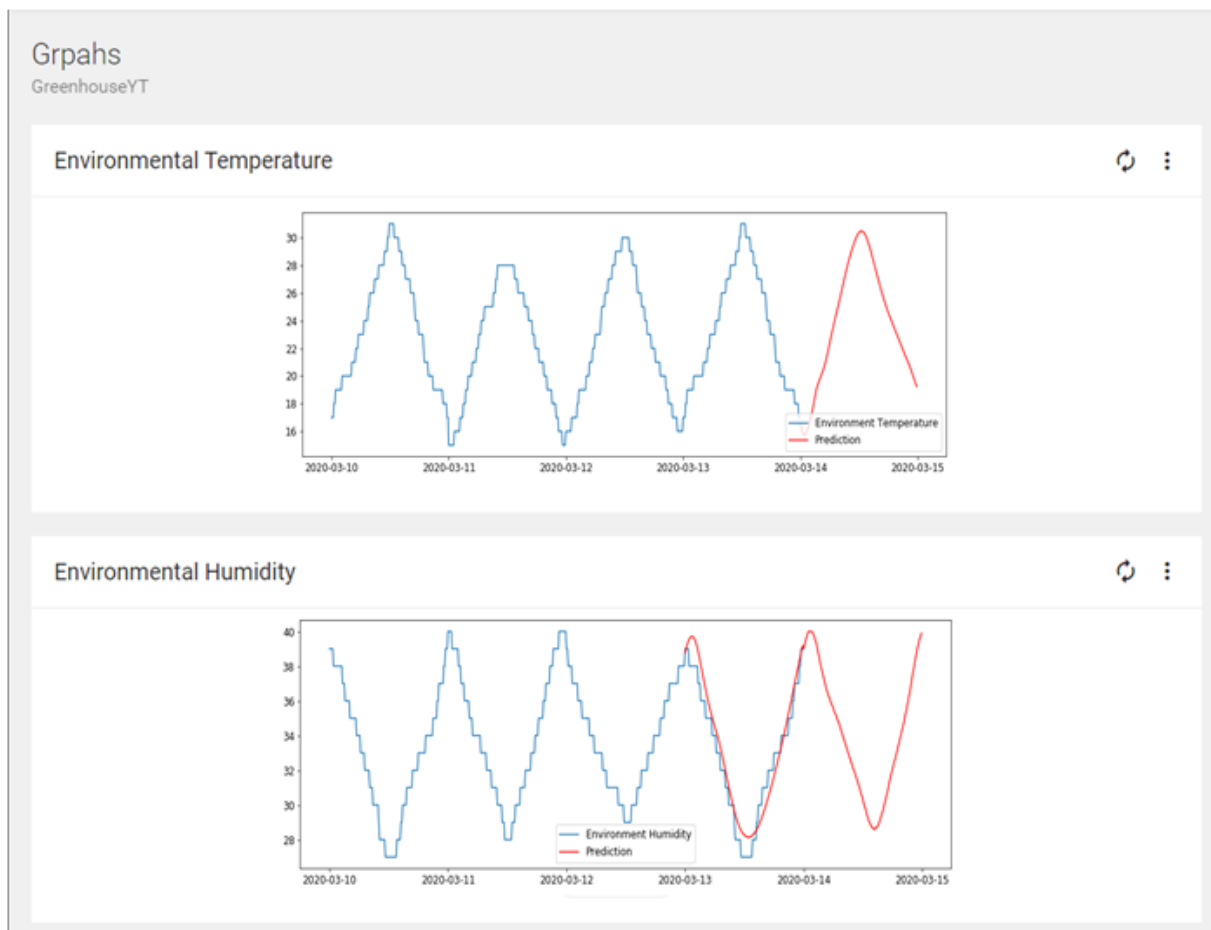 Grpahs
GreenhouseYT
Environmental Temperature
30
28
26
24
22
20
18
16
Environment Temperature
Prediction
2020-03-10 2020-03-11 2020-03-12 2020-03-13 2020-03-14 2020-03-15
Environmental Humidity
40
38
36
34
32
30
28
Environment Humidity
Prediction
2020-03-10 2020-03-11 2020-03-12 2020-03-13 2020-03-14 2020-03-15